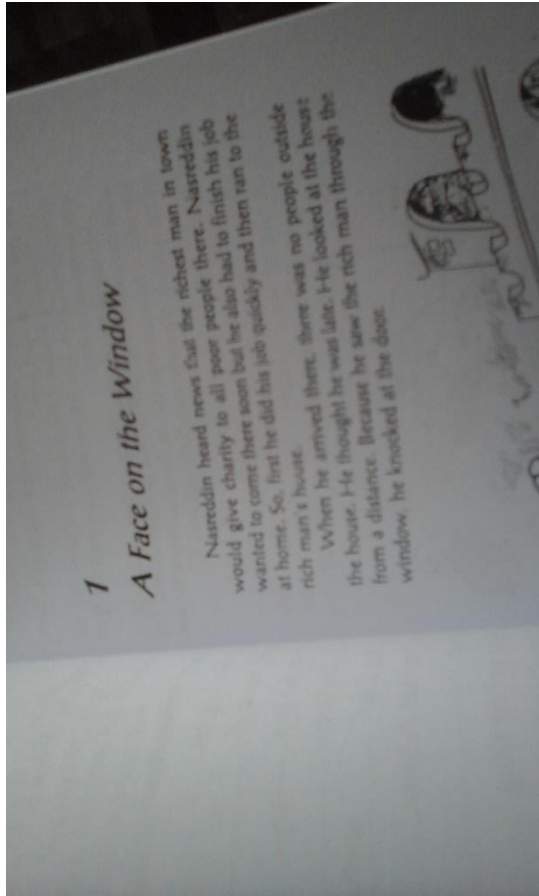 1
A Face on the Window
Nasreddin heard news that the richest man in town
would give charity to all poor people there. Nasreddin
wanted to come there soon but he also had to finish his job
at home. So, first he did his job quickly and then ran to the
rich man's house.
When he arrived there, there was no people outside
the house. He thought he was late. He looked at the house
from a distance. Because he saw the rich man through the
window, he knocked at the door.